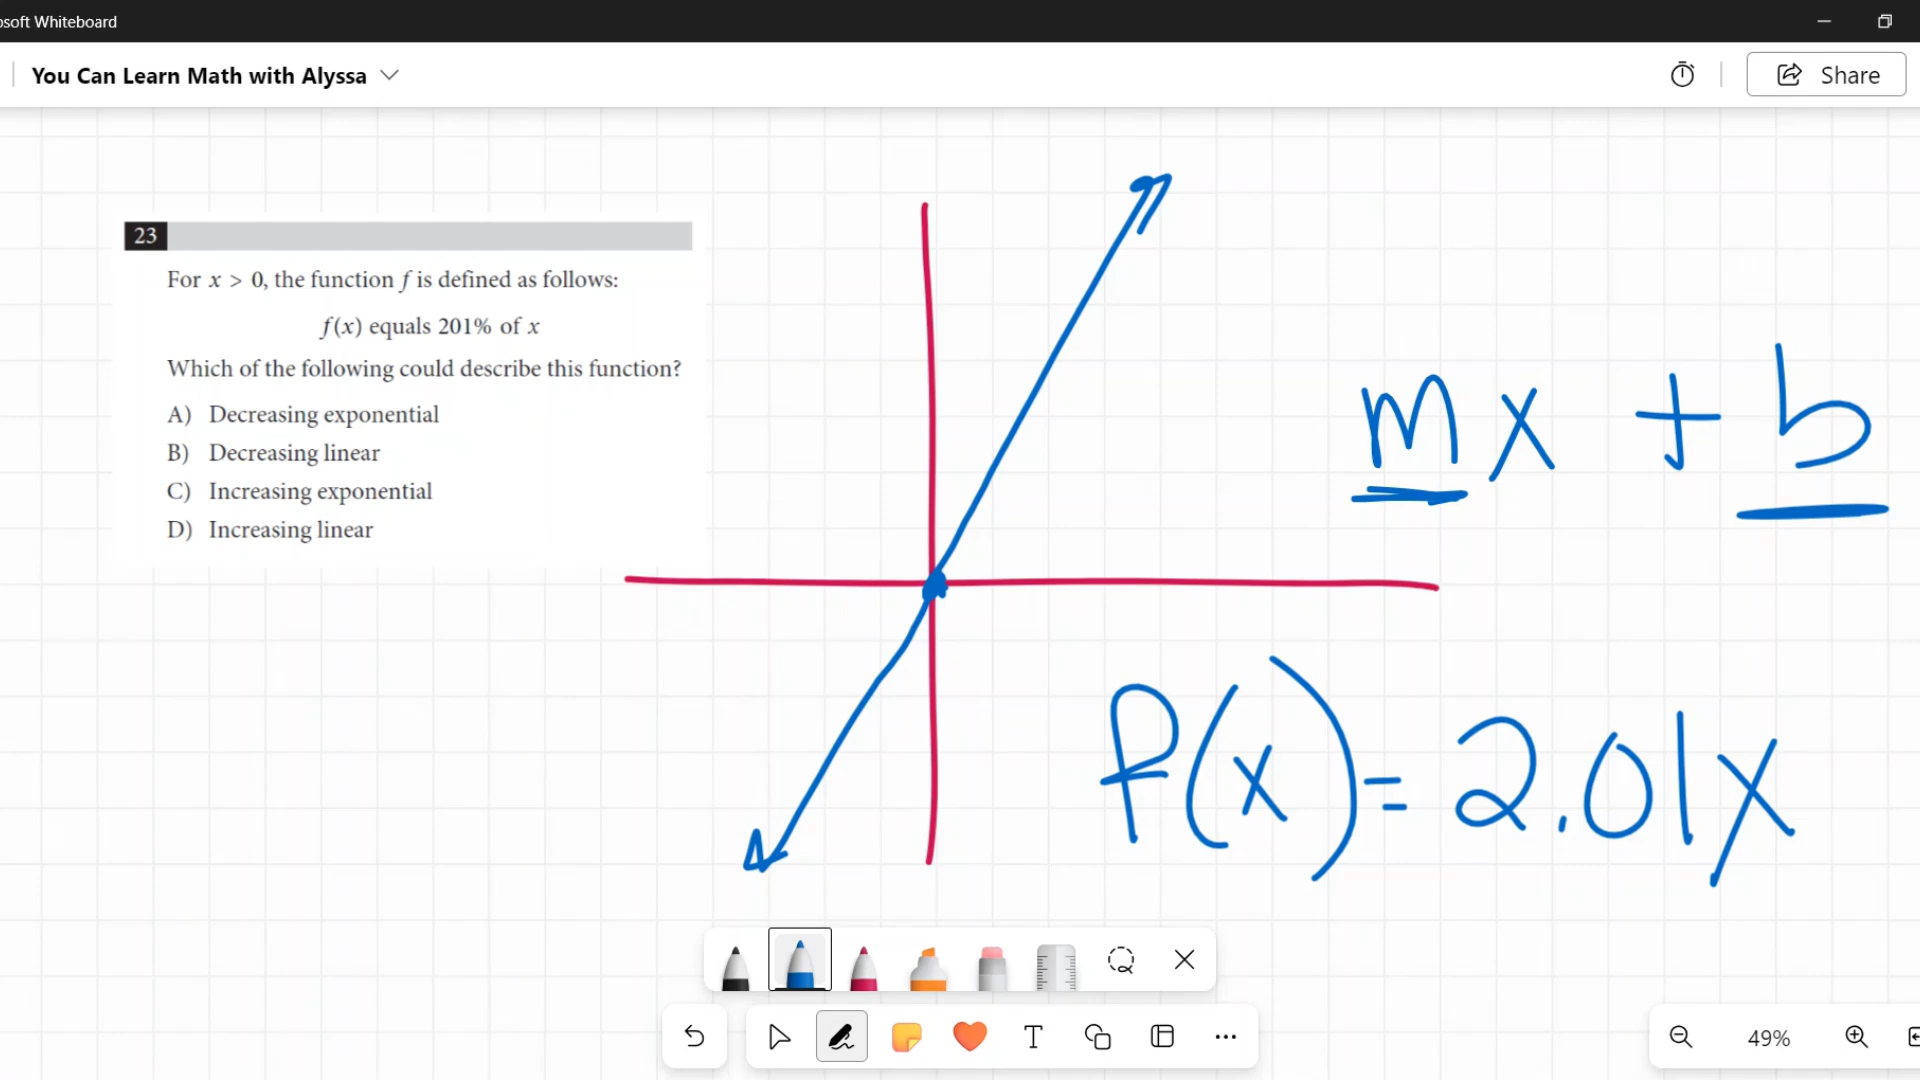 osoft Whiteboard
You Can Learn Math with Alyssa
Share
23
For x > 0, the function f is defined as follows:
f(x) equals 201% of x
Which of the following could describe this function?
A) Decreasing exponential
B) Decreasing linear
C) Increasing exponential
D) Increasing linear
mx + b
f(x) = 2.01x
49%